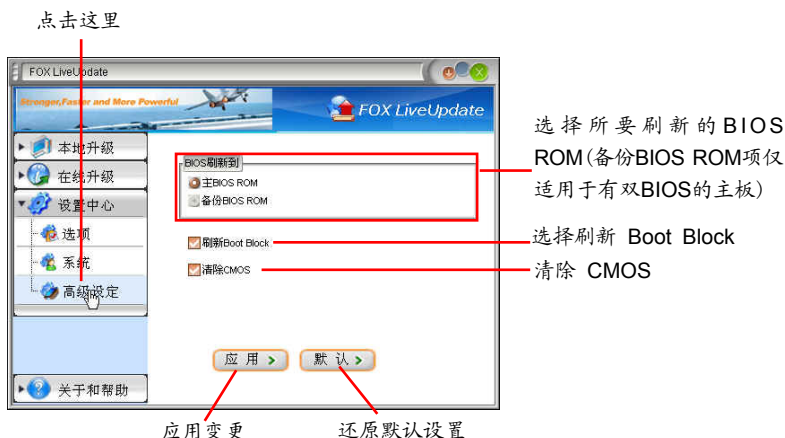 点击这里
FOX LiveUpdate
Stronger,Faster and More Powerful
FOX LiveUpdate
本地升级
在线升级
设置中心
选项
系统
高级设定
关于和帮助
BIOS刷新到
主BIOS ROM
备份BIOS ROM
刷新Boot Block
清除CMOS
应 用
默 认
选择所要刷新的BIOS
ROM(备份BIOS ROM项仅
适用于有双BIOS的主板)
选择刷新 Boot Block
清除 CMOS
应用变更
还原默认设置